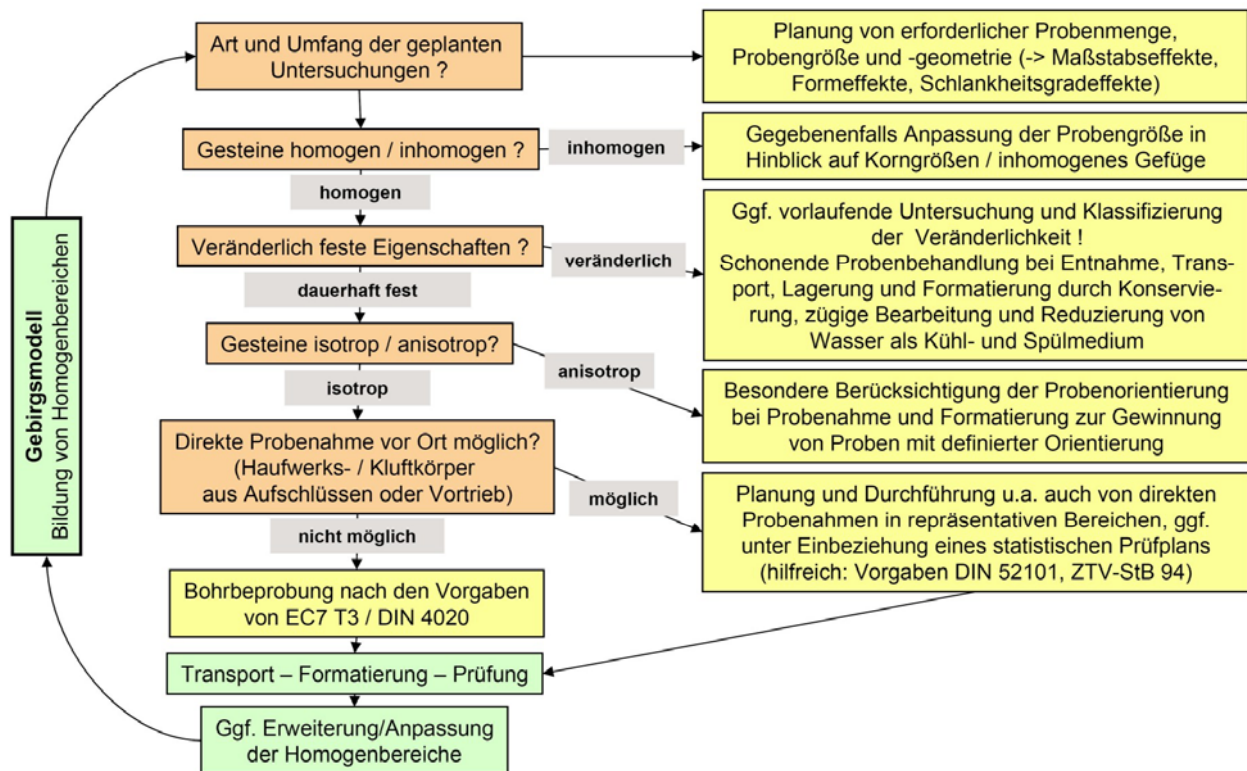 Art und Umfang der geplanten
Untersuchungen ?
Planung von erforderlicher Probenmenge,
Probengröße und -geometrie (-> Maßstabseffekte,
Formeffekte, Schlankheitsgradeffekte)
Gesteine homogen / inhomogen ?
inhomogen
Gegebenenfalls Anpassung der Probengröße in
Hinblick auf Korngrößen / inhomogenes Gefüge
homogen
Veränderlich feste Eigenschaften ?
veränderlich
Ggf. vorlaufende Untersuchung und Klassifizierung
der Veränderlichkeit !
Schonende Probenbehandlung bei Entnahme, Trans-
port, Lagerung und Formatierung durch Konservie-
rung, zügige Bearbeitung und Reduzierung von
Wasser als Kühl- und Spülmedium
dauerhaft fest
Gesteine isotrop / anisotrop?
anisotrop
Besondere Berücksichtigung der Probenorientierung
bei Probenahme und Formatierung zur Gewinnung
von Proben mit definierter Orientierung
isotrop
Direkte Probenahme vor Ort möglich?
(Haufwerks- / Kluftkörper
aus Aufschlüssen oder Vortrieb)
möglich
Planung und Durchführung u.a. auch von direkten
Probenahmen in repräsentativen Bereichen, ggf.
unter Einbeziehung eines statistischen Prüfplans
(hilfreich: Vorgaben DIN 52101, ZTV-StB 94)
nicht möglich
Bohrbeprobung nach den Vorgaben
von EC7 T3 / DIN 4020
Transport – Formatierung – Prüfung
Ggf. Erweiterung/Anpassung
der Homogenbereiche
Gebirgsmodell
Bildung von Homogenbereichen